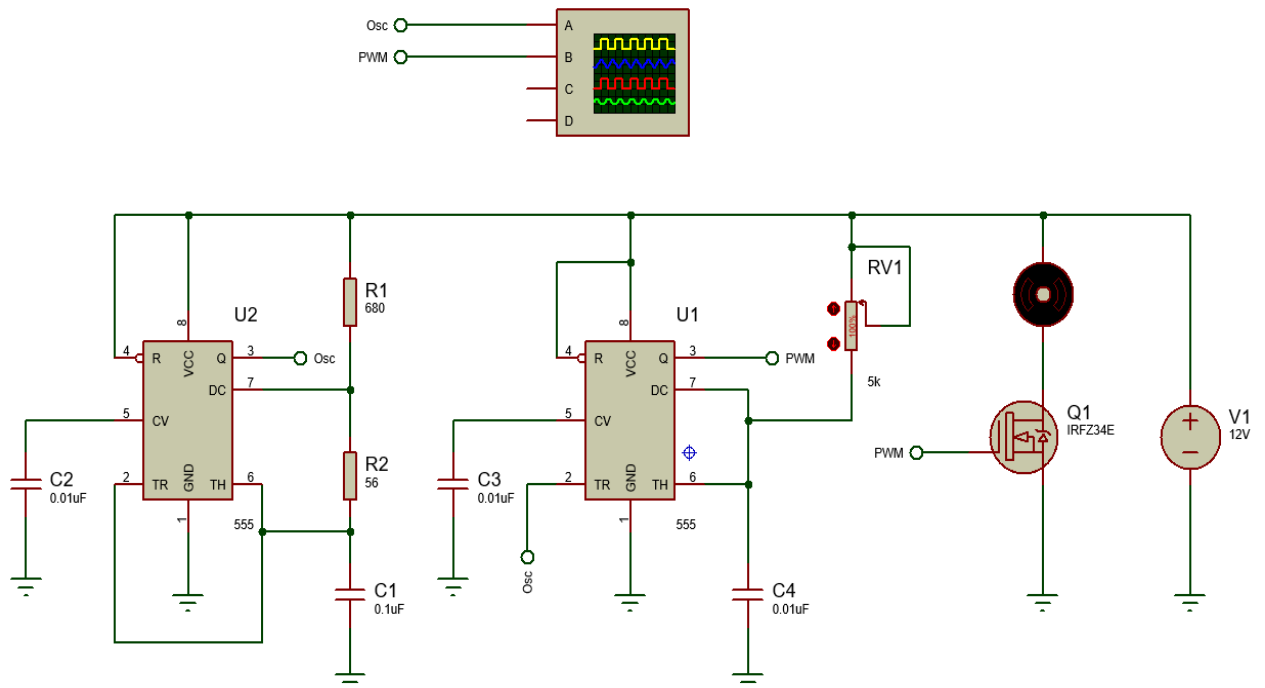 Osc
PWM
A
B
C
D
U2
R1
680
4
R
8
VCC
Q
3
Osc
DC
7
5
CV
2
TR
GND
1
TH
6
555
R2
56
C2
0.01uF
C1
0.1uF
U1
4
R
8
VCC
Q
3
PWM
DC
7
5
CV
2
TR
GND
1
TH
6
555
C3
0.01uF
Osc
C4
0.01uF
RV1
100%
5k
PWM
Q1
IRFZ34E
V1
12V